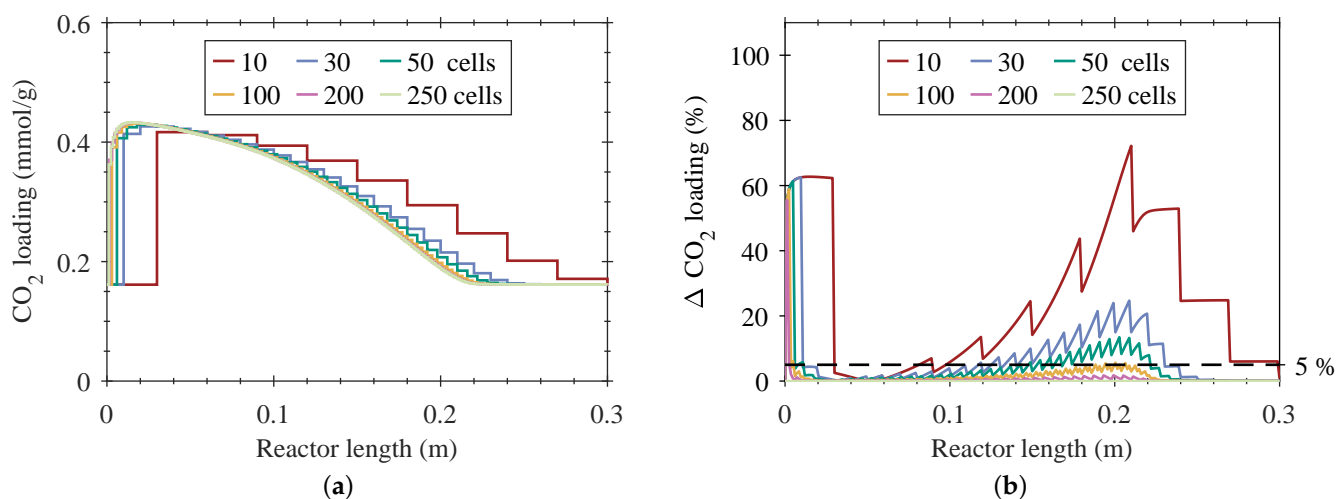 0.6
0.4
0.2
0
CO2 loading (mmol/g)
10 30 50 cells
100 200 250 cells
0 0.1 0.2 0.3
Reactor length (m)
(a)
100
80
60
40
20
0
Δ CO2 loading (%)
10 30 50 cells
100 200 250 cells
5 %
0 0.1 0.2 0.3
Reactor length (m)
(b)